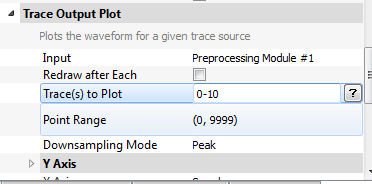 Trace Output Plot
Plots the waveform for a given trace source
Input Preprocessing Module #1
Redraw after Each
Trace(s) to Plot 0-10 ?
Point Range (0, 9999)
Downsampling Mode Peak
Y Axis